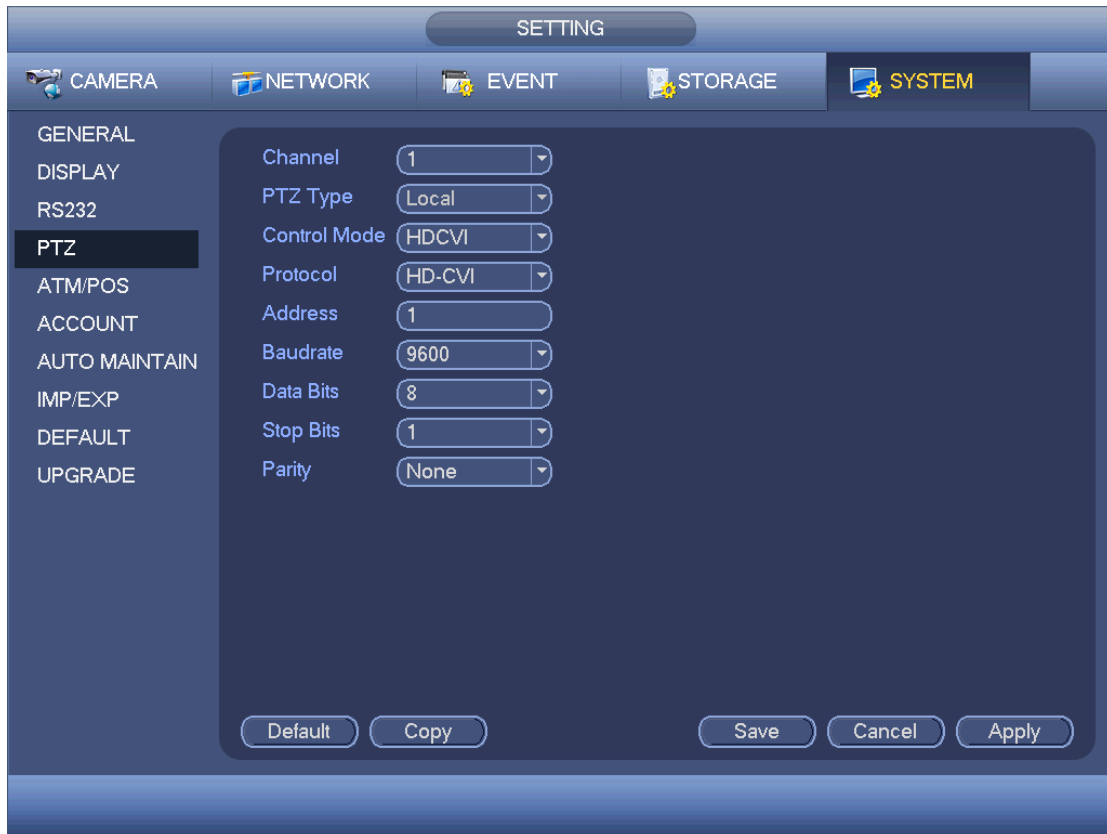 SETTING
CAMERA NETWORK EVENT STORAGE SYSTEM
GENERAL
DISPLAY
RS232
PTZ
ATM/POS
ACCOUNT
AUTO MAINTAIN
IMP/EXP
DEFAULT
UPGRADE
Channel 1
PTZ Type Local
Control Mode HDCVI
Protocol HD-CVI
Address 1
Baudrate 9600
Data Bits 8
Stop Bits 1
Parity None
Default Copy Save Cancel Apply